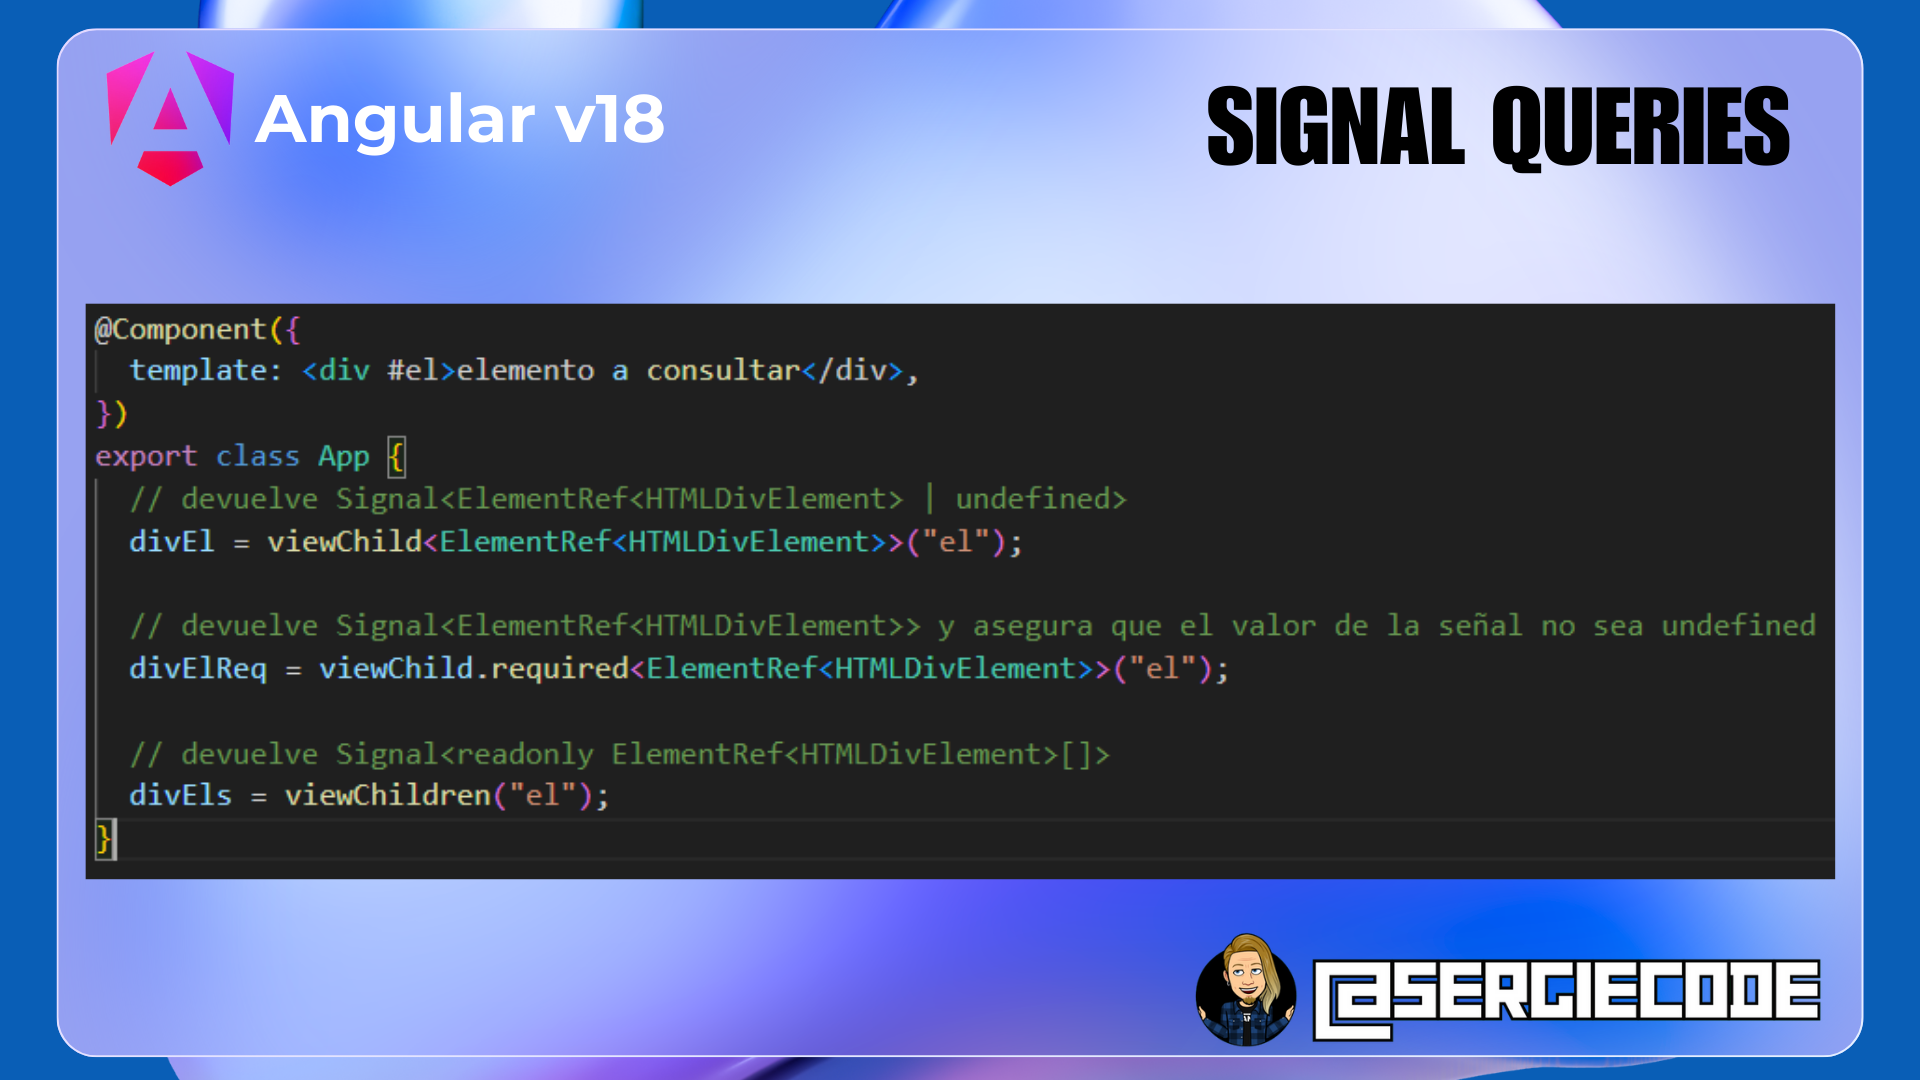 Angular v18
SIGNAL QUERIES
@Component({
  template: <div #el>elemento a consultar</div>,
})
export class App {
  // devuelve Signal<ElementRef<HTMLDivElement> | undefined>
  divEl = viewChild<ElementRef<HTMLDivElement>>("el");
  // devuelve Signal<ElementRef<HTMLDivElement>> y asegura que el valor de la señal no sea undefined
  divElReq = viewChild.required<ElementRef<HTMLDivElement>>("el");
  // devuelve Signal<readonly ElementRef<HTMLDivElement>[]>
  divEls = viewChildren("el");
}
@SERGIECODE